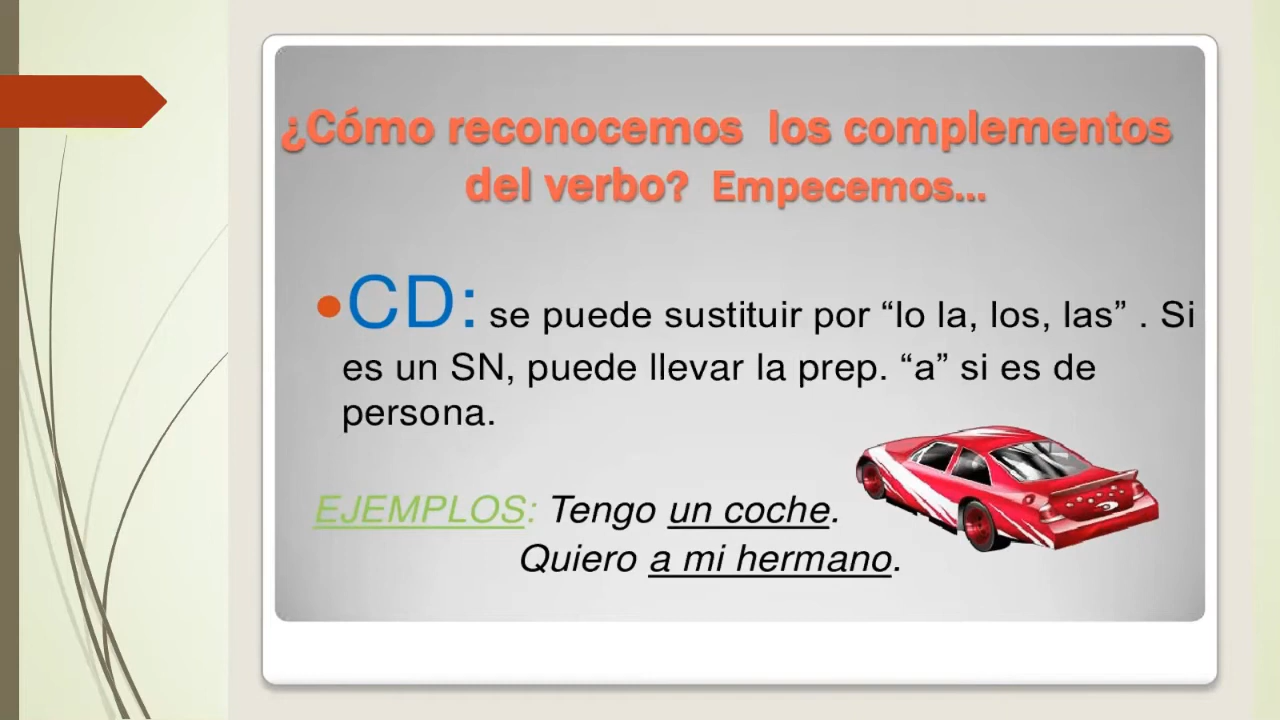 ¿Cómo reconocemos los complementos
del verbo? Empecemos...
•CD: se puede sustituir por “lo la, los, las” . Si
es un SN, puede llevar la prep. “a” si es de
persona.
EJEMPLOS: Tengo un coche.
Quiero a mi hermano.